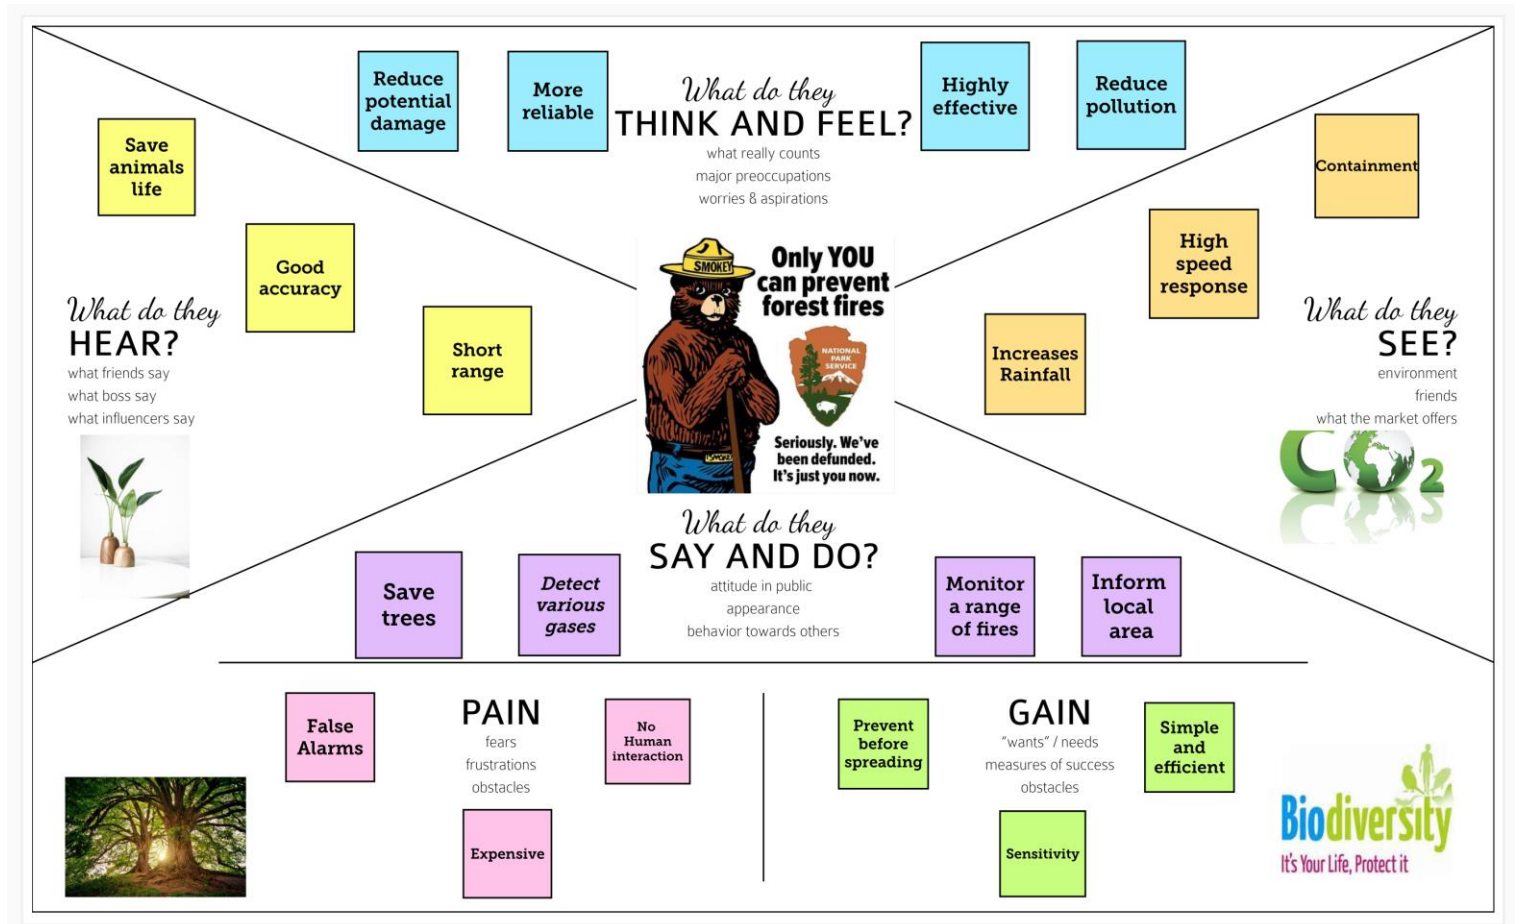 Reduce
potential
damage
More
reliable
What do they
THINK AND FEEL?
what really counts
major preoccupations
worries & aspirations
Highly
effective
Reduce
pollution
Save
animals
life
Good
accuracy
Short
range
What do they
HEAR?
what friends say
what boss say
what influencers say
SMOKEY
Only YOU
can prevent
forest fires
NATIONAL
PARK
SERVICE
Seriously. We've
been defunded.
It's just you now.
SMOKEY
Containment
High
speed
response
Increases
Rainfall
What do they
SEE?
environment
friends
what the market offers
CO2
What do they
SAY AND DO?
attitude in public
appearance
behavior towards others
Save
trees
Detect
various
gases
Monitor
a range
of fires
Inform
local
area
False
Alarms
PAIN
fears
frustrations
obstacles
No
Human
interaction
Expensive
Prevent
before
spreading
GAIN
"wants" / needs
measures of success
obstacles
Simple
and
efficient
Sensitivity
Biodiversity
It's Your Life, Protect it